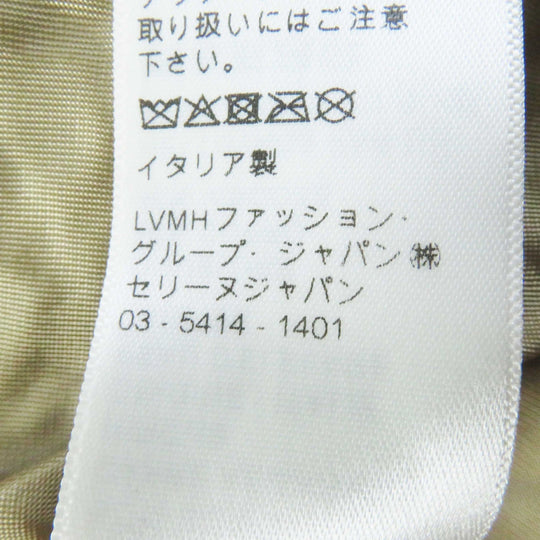 取り扱いにはご注意
下さい。
イタリア製
LVMHファッション・
グループ・ジャパン㈱
セリーヌジャパン
03-5414-1401